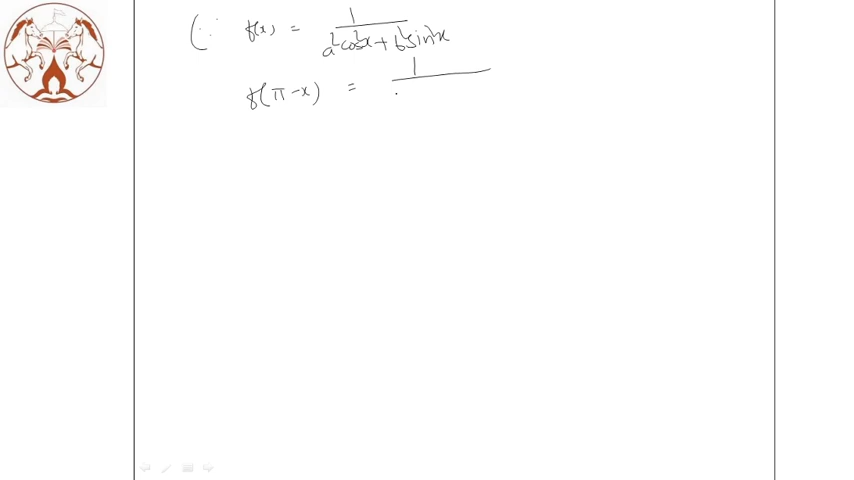 (∵ f(x) = 1/(a²cos²x + b²sin²x)
f(π-x) = 1/